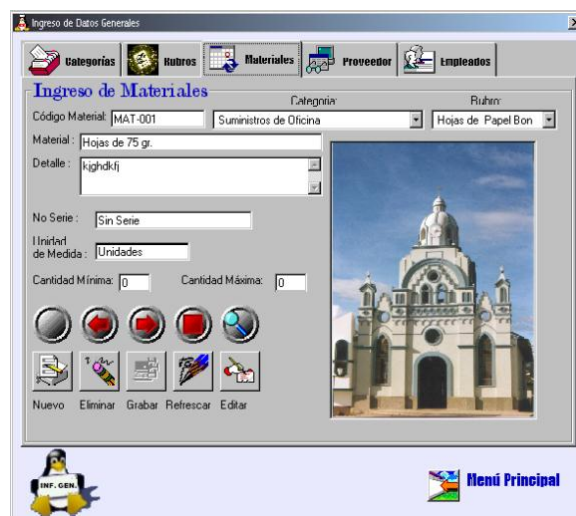 Ingreso de Datos Generales
Categorías Rubros Materiales Proveedor Empleados
Ingreso de Materiales
Categoria: Rubro:
Código Material: MAT-001 Suministros de Oficina Hojas de Papel Bon
Material : Hojas de 75 gr.
Detalle : kjghdkfj
No Serie : Sin Serie
Unidad
de Medida : Unidades
Cantidad Mínima: 0 Cantidad Máxima: 0
Nuevo Eliminar Grabar Refrescar Editar
INF. GEN.
Menú Principal